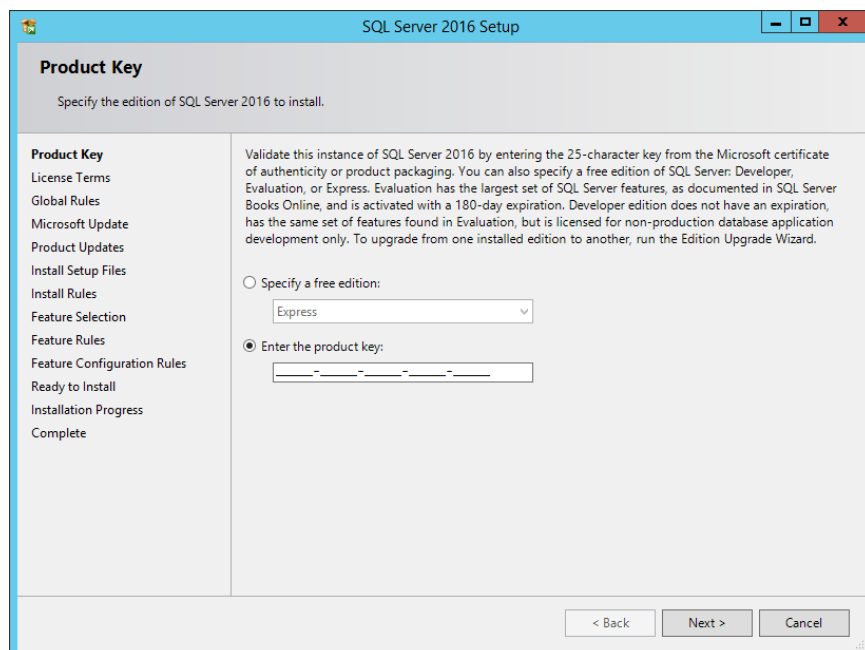 SQL Server 2016 Setup
Product Key
Specify the edition of SQL Server 2016 to install.
Product Key
License Terms
Global Rules
Microsoft Update
Product Updates
Install Setup Files
Install Rules
Feature Selection
Feature Rules
Feature Configuration Rules
Ready to Install
Installation Progress
Complete
Validate this instance of SQL Server 2016 by entering the 25-character key from the Microsoft certificate
of authenticity or product packaging. You can also specify a free edition of SQL Server: Developer,
Evaluation, or Express. Evaluation has the largest set of SQL Server features, as documented in SQL Server
Books Online, and is activated with a 180-day expiration. Developer edition does not have an expiration,
has the same set of features found in Evaluation, but is licensed for non-production database application
development only. To upgrade from one installed edition to another, run the Edition Upgrade Wizard.
Specify a free edition:
Express
Enter the product key:
_____-_____-_____-_____-_____
< Back
Next >
Cancel